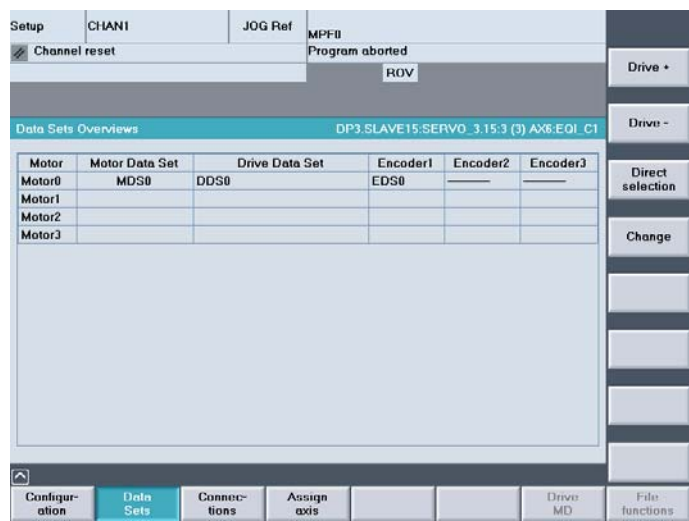 Setup CHAN1 JOG Ref MPF0
Channel reset Program aborted
ROV
Data Sets Overviews DP3.SLAVE15:SERVO_3.15:3 (3) AX6:EQI_C1
Motor Motor Data Set Drive Data Set Encoder1 Encoder2 Encoder3
Motor0 MDS0 DDS0 EDS0 ——— ———
Motor1
Motor2
Motor3
Drive +
Drive -
Direct
selection
Change
Configur-
ation
Data
Sets
Connec-
tions
Assign
axis
Drive
MD
File
functions